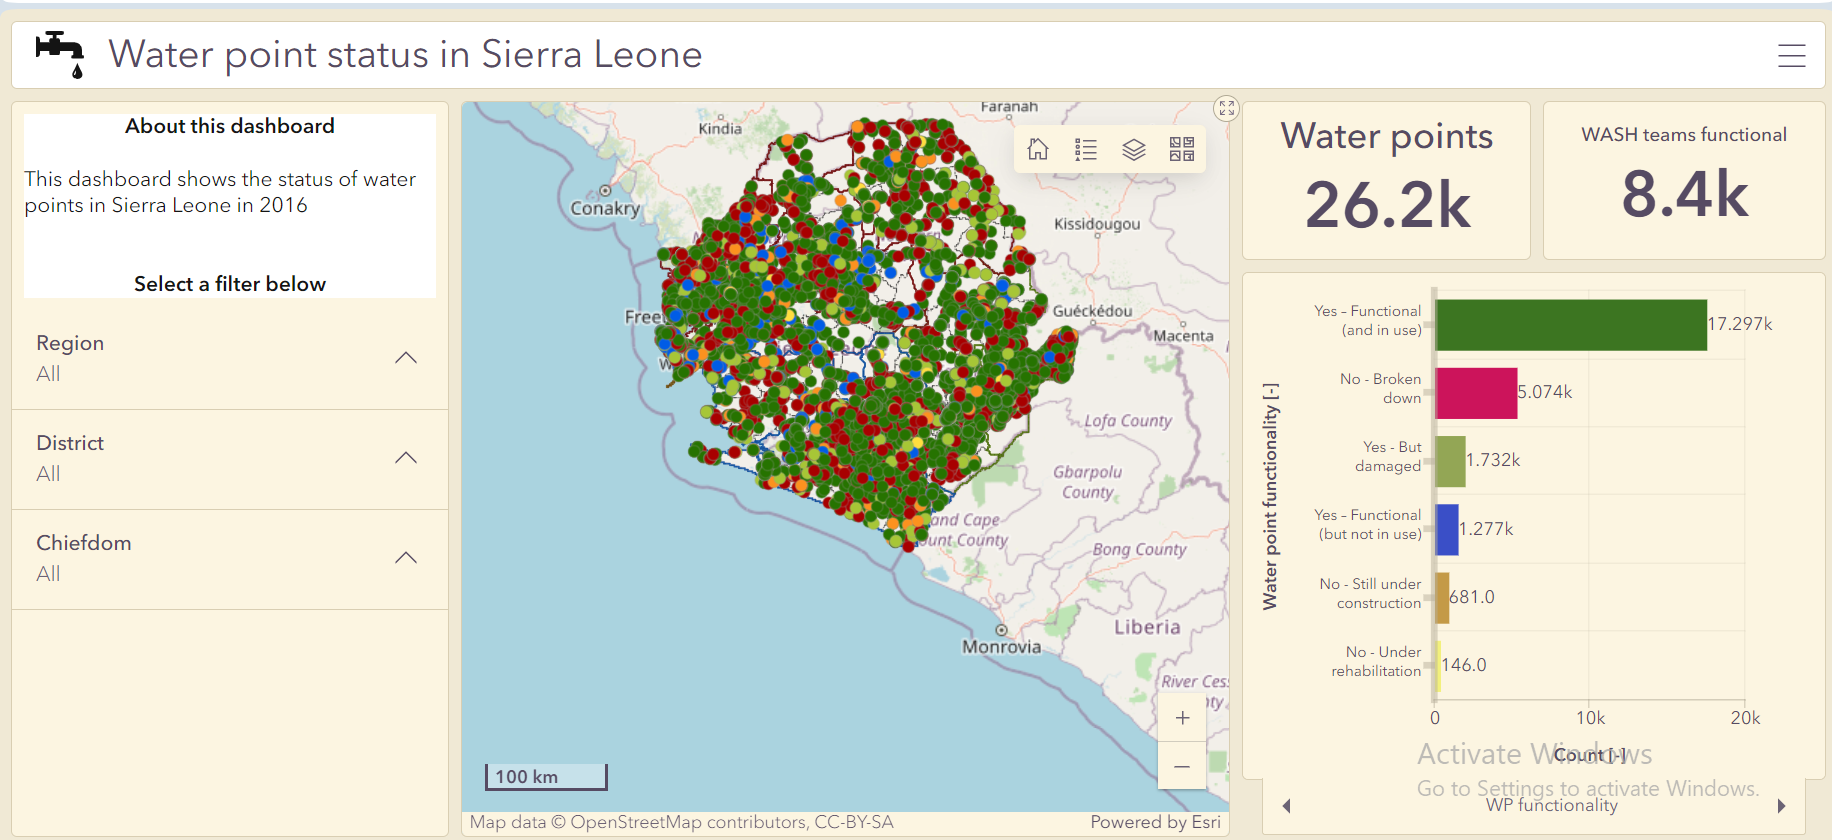 Water point status in Sierra Leone
About this dashboard
This dashboard shows the status of water
points in Sierra Leone in 2016
Select a filter below
Region
All
District
All
Chiefdom
All
Faranah
Kindia
Conakry
Kissidougou
Guéckédou
Macenta
Free
W
Lofa County
Gbarpolu
County
and Cape
unt County
Bong County
Monrovia
Liberia
River Ces
nty
+
−
100 km
Map data © OpenStreetMap contributors, CC-BY-SA
Powered by Esri
Water points
26.2k
WASH teams functional
8.4k
Water point functionality [-]
Yes – Functional
(and in use)
17.297k
No - Broken
down
5.074k
Yes - But
damaged
1.732k
Yes – Functional
(but not in use)
1.277k
No - Still under
construction
681.0
No - Under
rehabilitation
146.0
0 10k 20k
Count [-]
Activate Windows
Go to Settings to activate Windows.
WP functionality